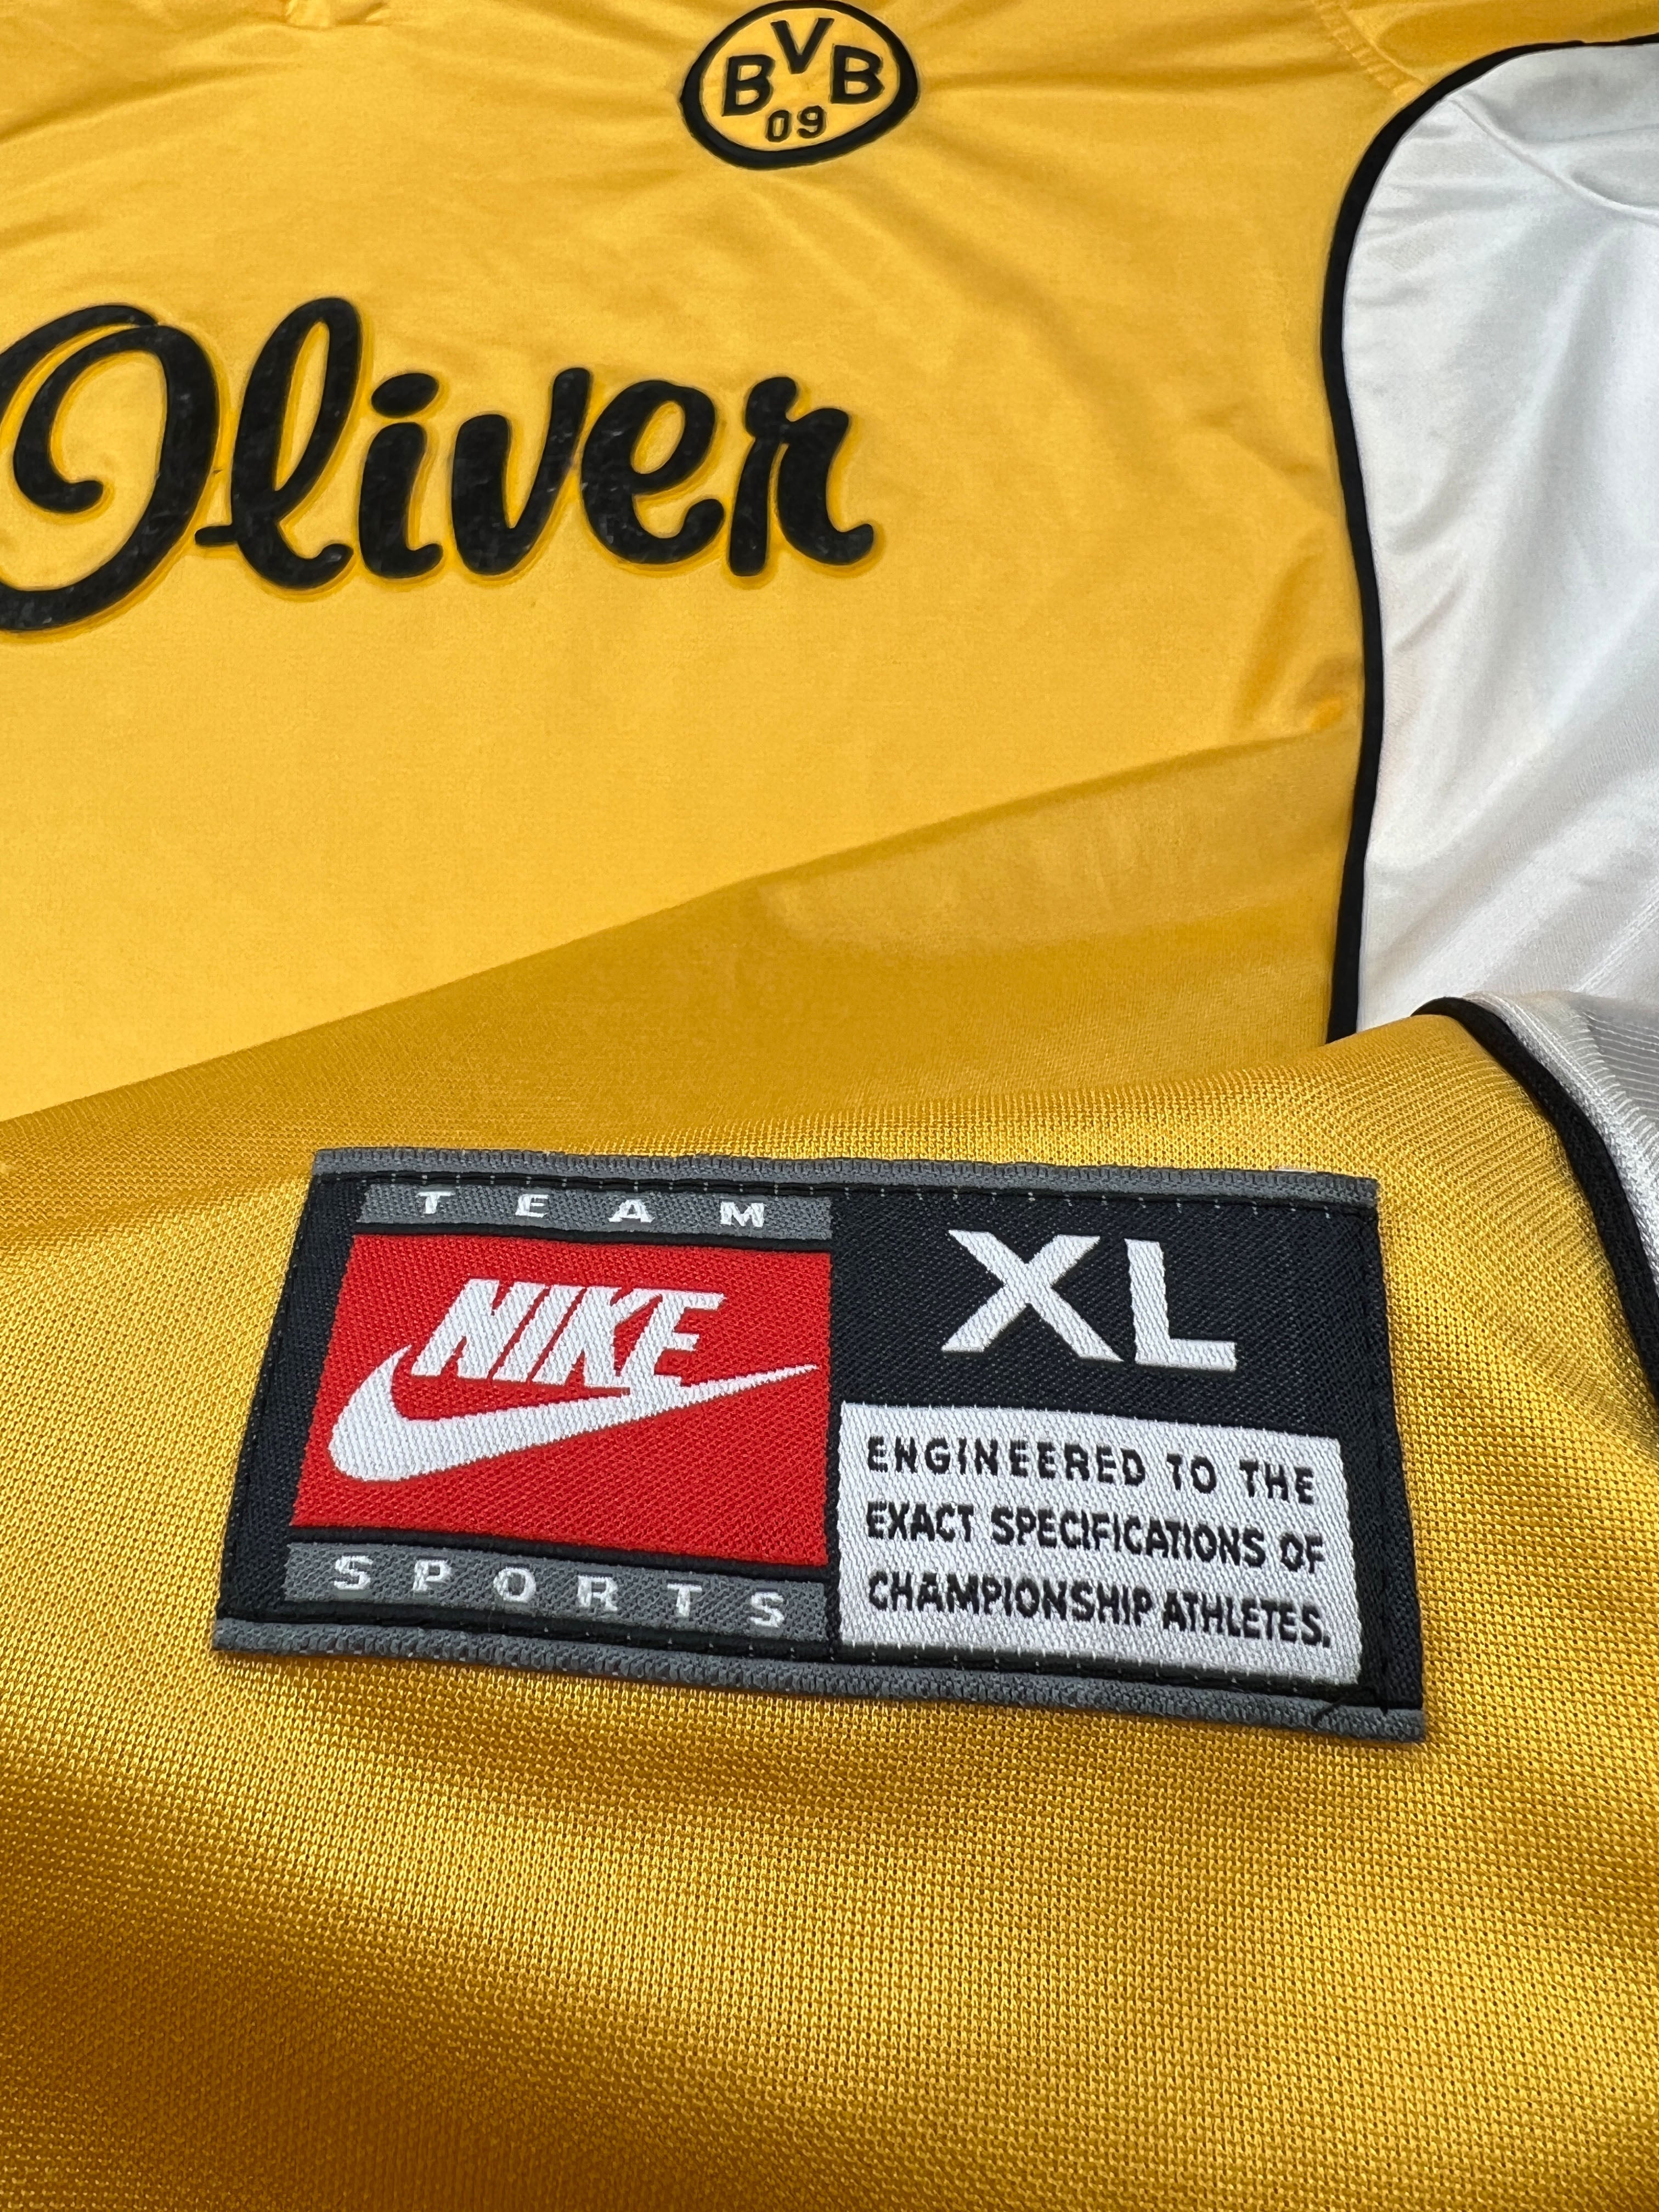 BVB
09
Oliver
TEAM
NIKE
SPORTS
XL
ENGINEERED TO THE
EXACT SPECIFICATIONS OF
CHAMPIONSHIP ATHLETES.